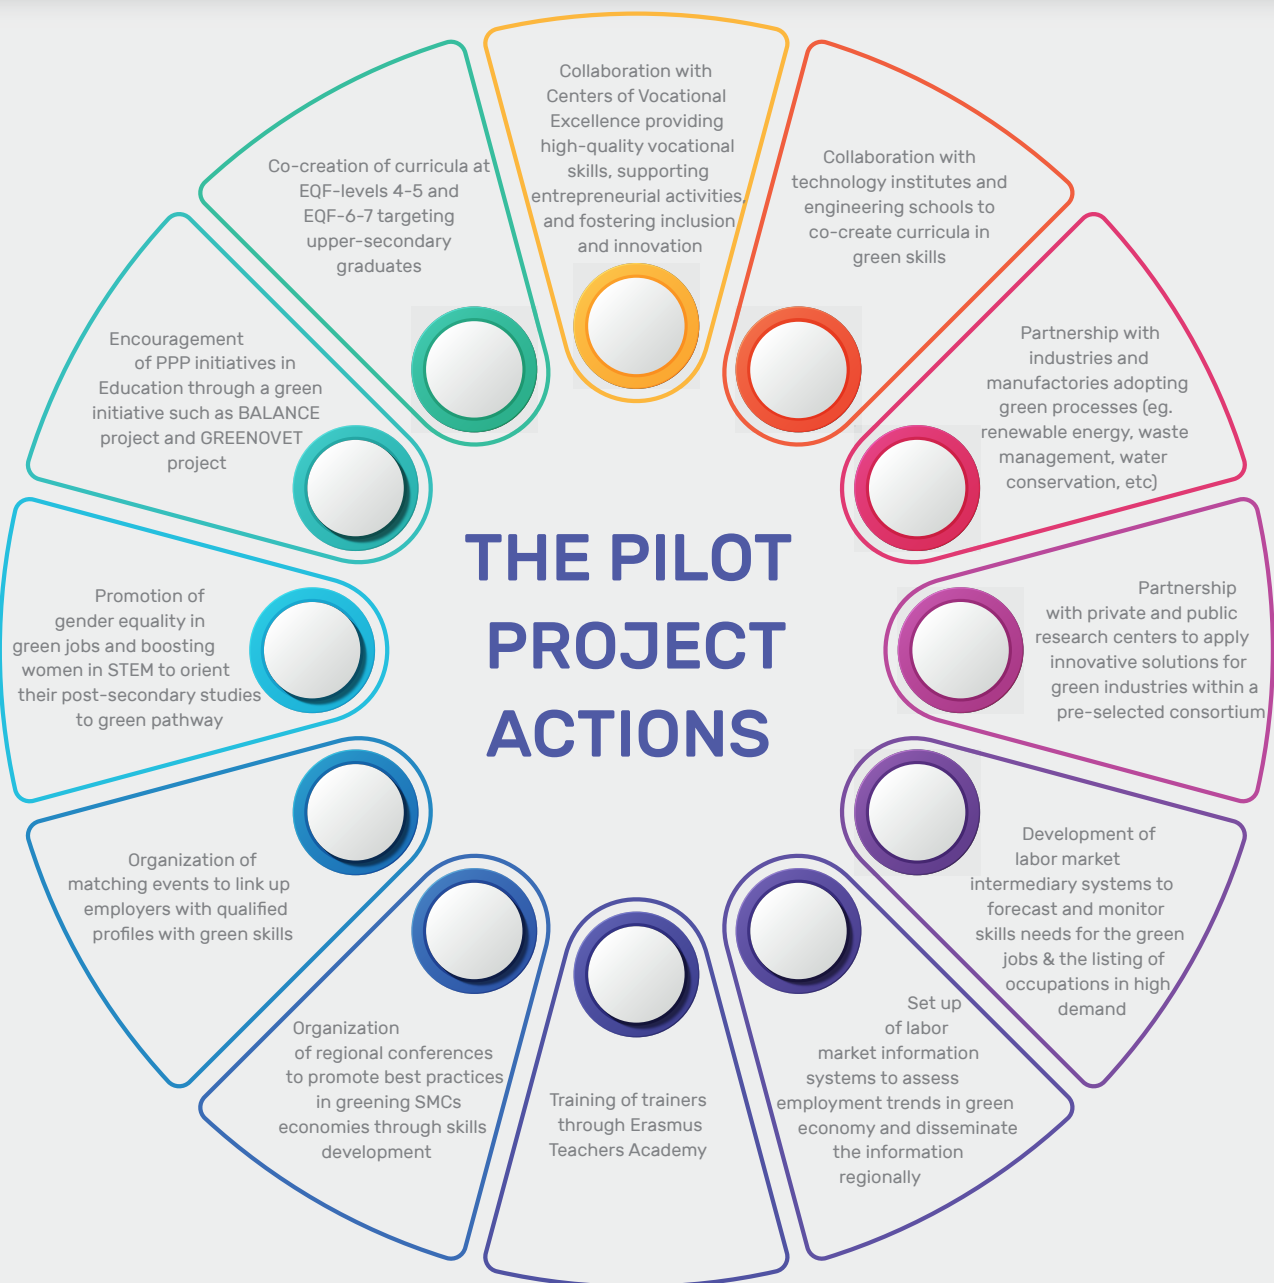 THE PILOT
PROJECT
ACTIONS
Collaboration with
Centers of Vocational
Excellence providing
high-quality vocational
skills, supporting
entrepreneurial activities,
and fostering inclusion
and innovation
Collaboration with
technology institutes and
engineering schools to
co-create curricula in
green skills
Partnership with
industries and
manufactories adopting
green processes (eg.
renewable energy, waste
management, water
conservation, etc)
Partnership
with private and public
research centers to apply
innovative solutions for
green industries within a
pre-selected consortium
Development of
labor market
intermediary systems to
forecast and monitor
skills needs for the green
jobs & the listing of
occupations in high
demand
Set up
of labor
market information
systems to assess
employment trends in green
economy and disseminate
the information
regionally
Training of trainers
through Erasmus
Teachers Academy
Organization
of regional conferences
to promote best practices
in greening SMCs
economies through skills
development
Organization of
matching events to link up
employers with qualified
profiles with green skills
Promotion of
gender equality in
green jobs and boosting
women in STEM to orient
their post-secondary studies
to green pathway
Encouragement
of PPP initiatives in
Education through a green
initiative such as BALANCE
project and GREENOVET
project
Co-creation of curricula at
EQF-levels 4-5 and
EQF-6-7 targeting
upper-secondary
graduates